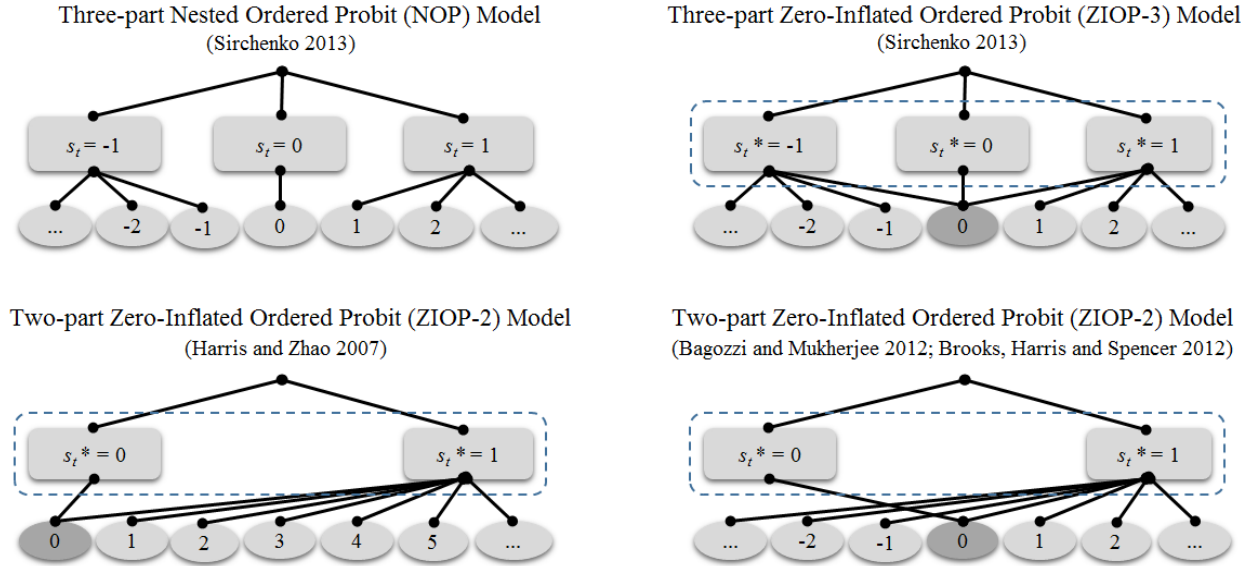 Three-part Nested Ordered Probit (NOP) Model
(Sirchenko 2013)
s_t = -1
s_t = 0
s_t = 1
...
-2
-1
0
1
2
...
Three-part Zero-Inflated Ordered Probit (ZIOP-3) Model
(Sirchenko 2013)
s_t * = -1
s_t * = 0
s_t * = 1
...
-2
-1
0
1
2
...
Two-part Zero-Inflated Ordered Probit (ZIOP-2) Model
(Harris and Zhao 2007)
s_t * = 0
s_t * = 1
0
1
2
3
4
5
...
Two-part Zero-Inflated Ordered Probit (ZIOP-2) Model
(Bagozzi and Mukherjee 2012; Brooks, Harris and Spencer 2012)
s_t * = 0
s_t * = 1
...
-2
-1
0
1
2
...